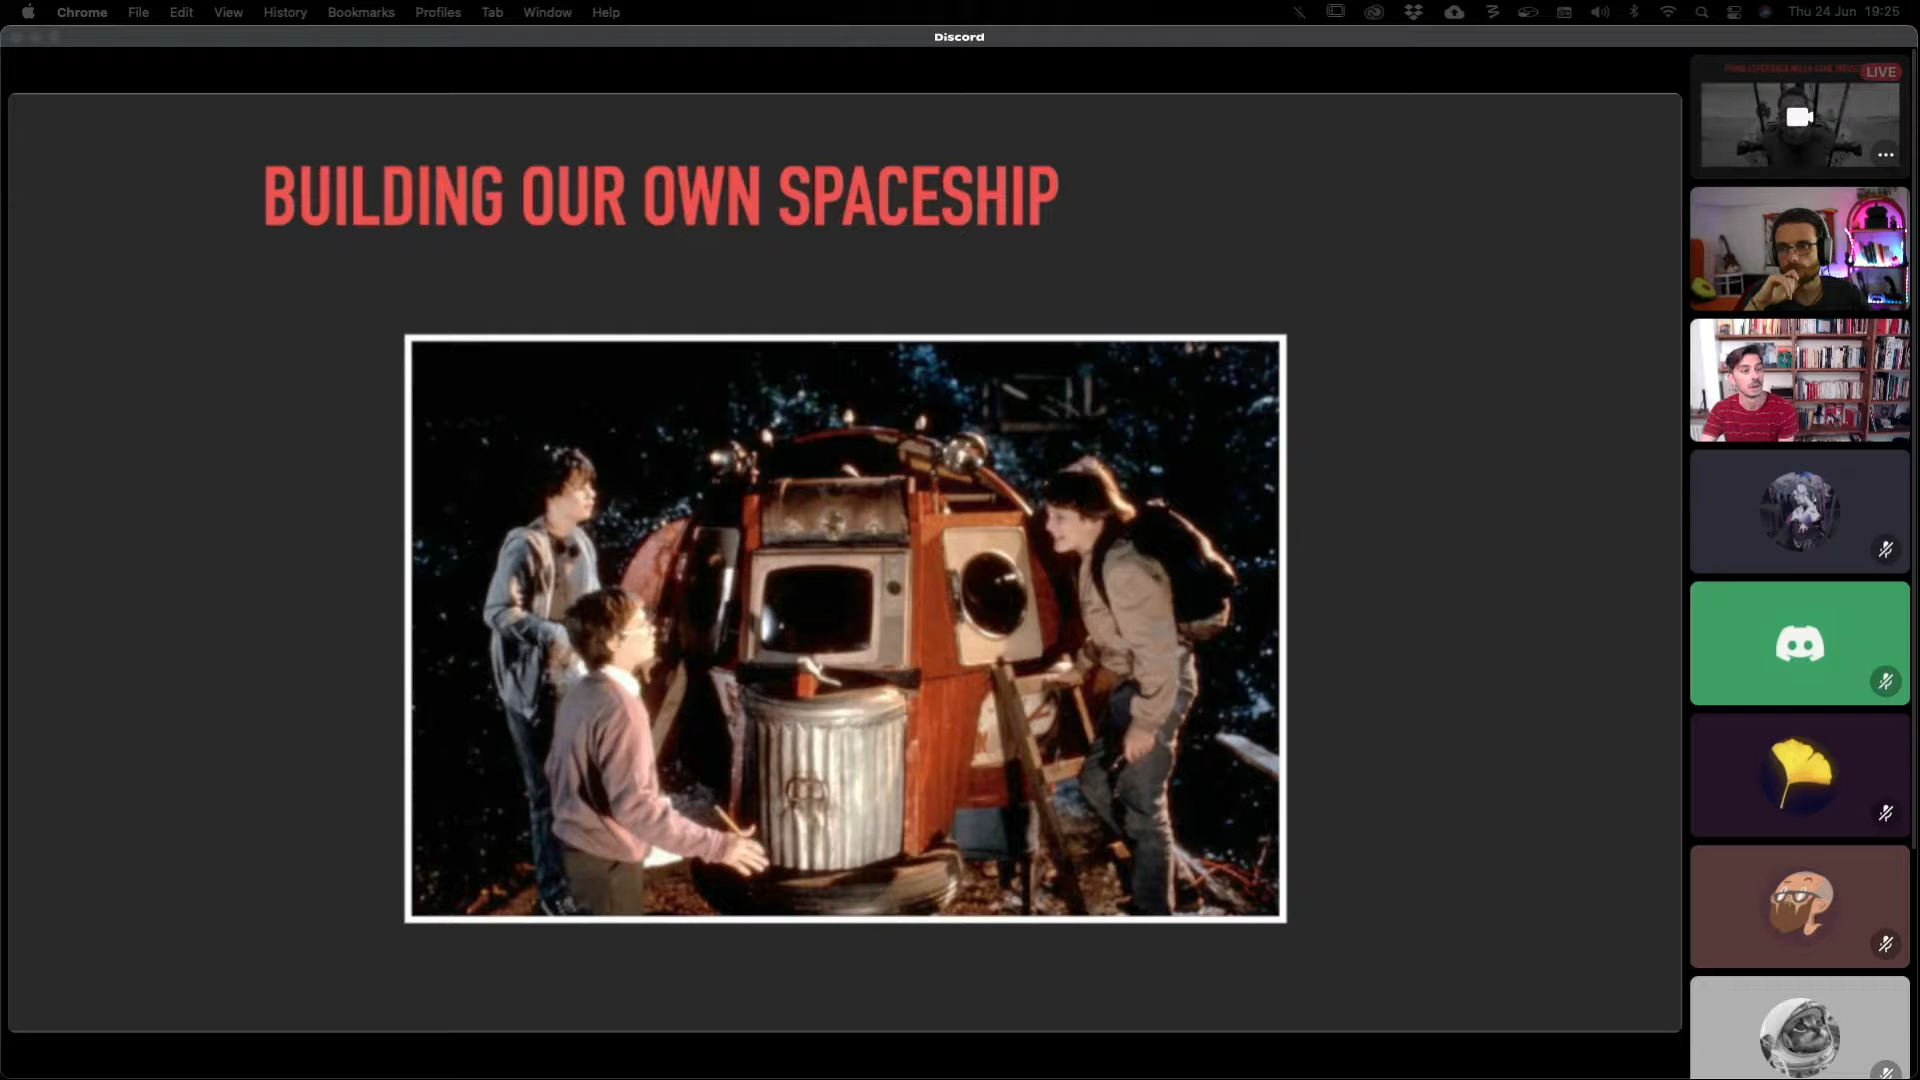 Chrome File Edit View History Bookmarks Profiles Tab Window Help Thu 24 Jun 19:25
Discord
LIVE
BUILDING OUR OWN SPACESHIP